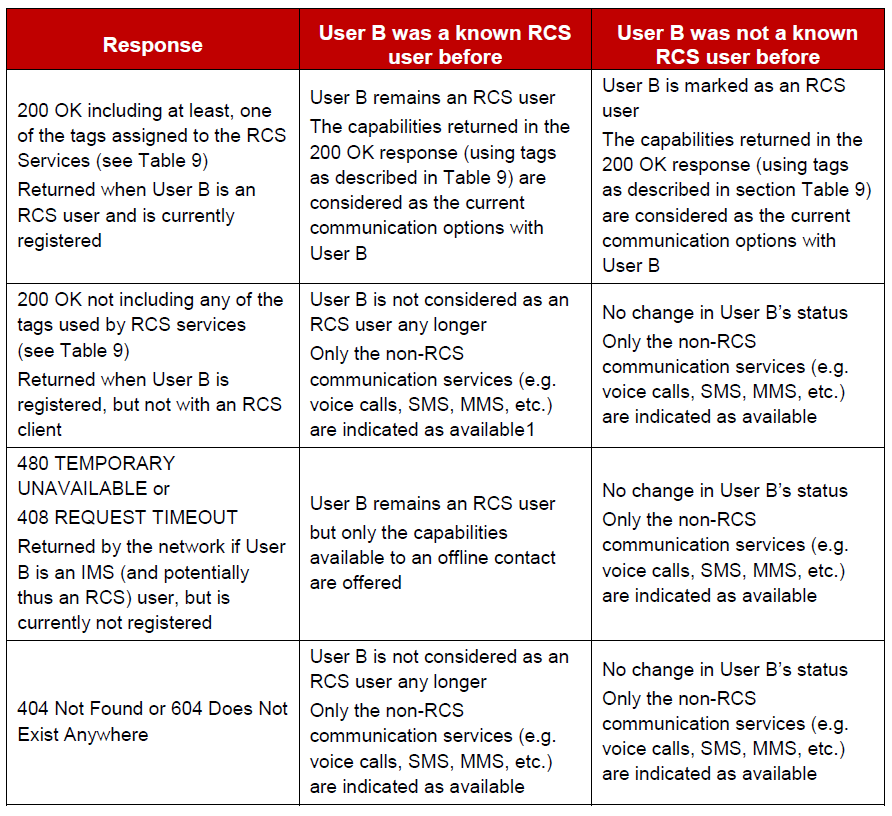 Response
User B was a known RCS
user before
User B was not a known
RCS user before
200 OK including at least, one
of the tags assigned to the RCS
Services (see Table 9)
Returned when User B is an
RCS user and is currently
registered
User B remains an RCS user
The capabilities returned in the
200 OK response (using tags
as described in Table 9) are
considered as the current
communication options with
User B
User B is marked as an RCS
user
The capabilities returned in the
200 OK response (using tags
as described in section Table 9)
are considered as the current
communication options with
User B
200 OK not including any of the
tags used by RCS services
(see Table 9)
Returned when User B is
registered, but not with an RCS
client
User B is not considered as an
RCS user any longer
Only the non-RCS
communication services (e.g.
voice calls, SMS, MMS, etc.)
are indicated as available1
No change in User B’s status
Only the non-RCS
communication services (e.g.
voice calls, SMS, MMS, etc.)
are indicated as available
480 TEMPORARY
UNAVAILABLE or
408 REQUEST TIMEOUT
Returned by the network if User
B is an IMS (and potentially
thus an RCS) user, but is
currently not registered
User B remains an RCS user
but only the capabilities
available to an offline contact
are offered
No change in User B’s status
Only the non-RCS
communication services (e.g.
voice calls, SMS, MMS, etc.)
are indicated as available
404 Not Found or 604 Does Not
Exist Anywhere
User B is not considered as an
RCS user any longer
Only the non-RCS
communication services (e.g.
voice calls, SMS, MMS, etc.)
are indicated as available
No change in User B’s status
Only the non-RCS
communication services (e.g.
voice calls, SMS, MMS, etc.)
are indicated as available